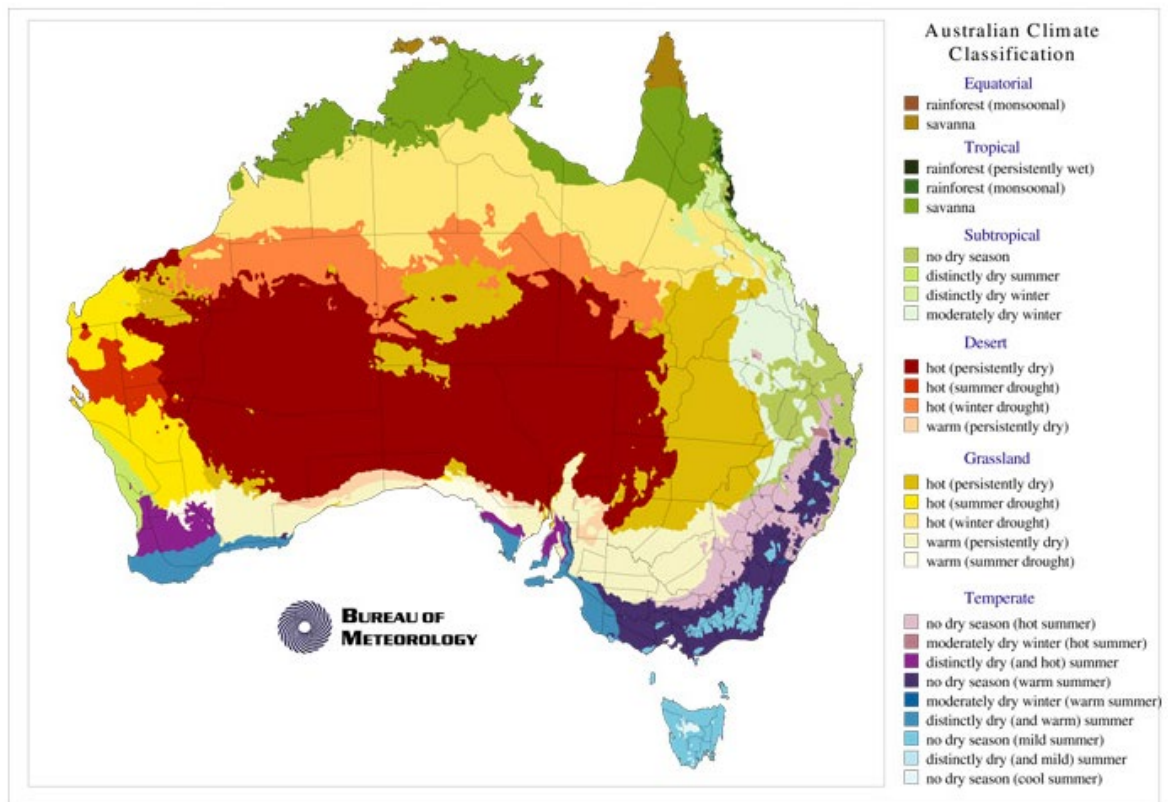 Australian Climate
Classification
Equatorial
rainforest (monsoonal)
savanna
Tropical
rainforest (persistently wet)
rainforest (monsoonal)
savanna
Subtropical
no dry season
distinctly dry summer
distinctly dry winter
moderately dry winter
Desert
hot (persistently dry)
hot (summer drought)
hot (winter drought)
warm (persistently dry)
Grassland
hot (persistently dry)
hot (summer drought)
hot (winter drought)
warm (persistently dry)
warm (summer drought)
Temperate
no dry season (hot summer)
moderately dry winter (hot summer)
distinctly dry (and hot) summer
no dry season (warm summer)
moderately dry winter (warm summer)
distinctly dry (and warm) summer
no dry season (mild summer)
distinctly dry (and mild) summer
no dry season (cool summer)
BUREAU OF
METEOROLOGY